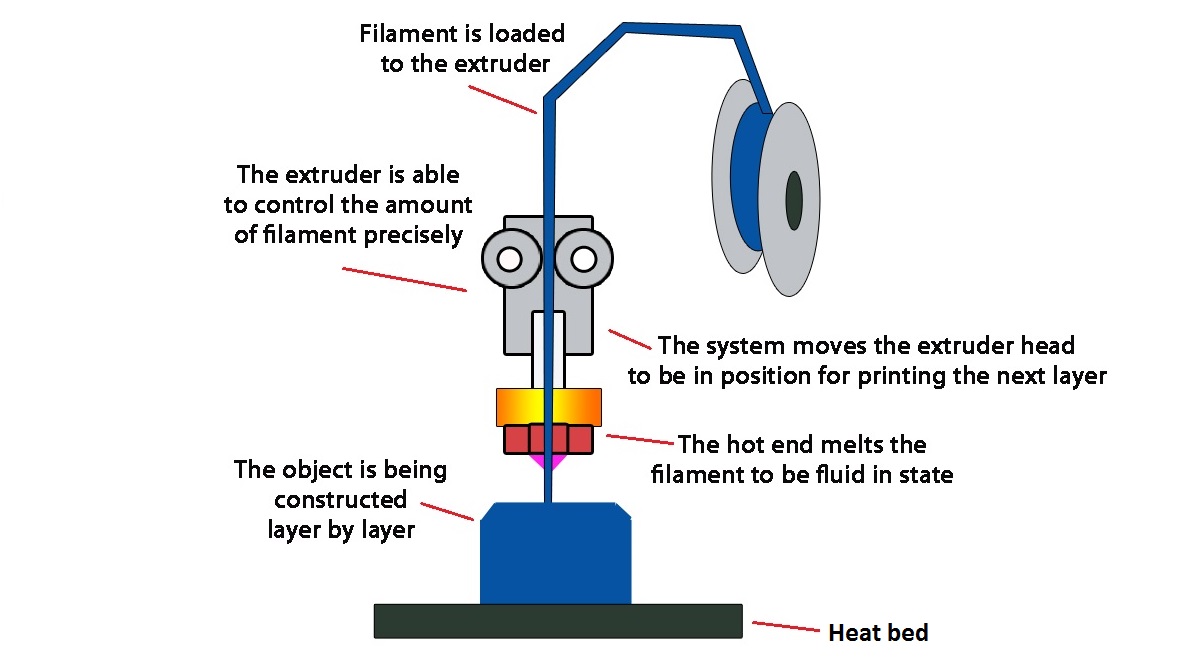 Filament is loaded
to the extruder
The extruder is able
to control the amount
of filament precisely
The system moves the extruder head
to be in position for printing the next layer
The hot end melts the
filament to be fluid in state
The object is being
constructed
layer by layer
Heat bed